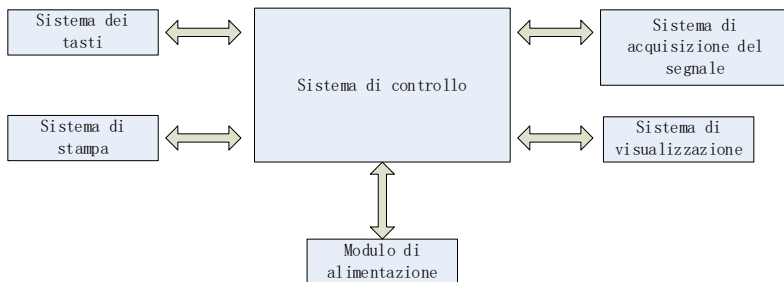 Sistema dei
tasti
Sistema di controllo
Sistema di
acquisizione del
segnale
Sistema di
stampa
Sistema di
visualizzazione
Modulo di
alimentazione